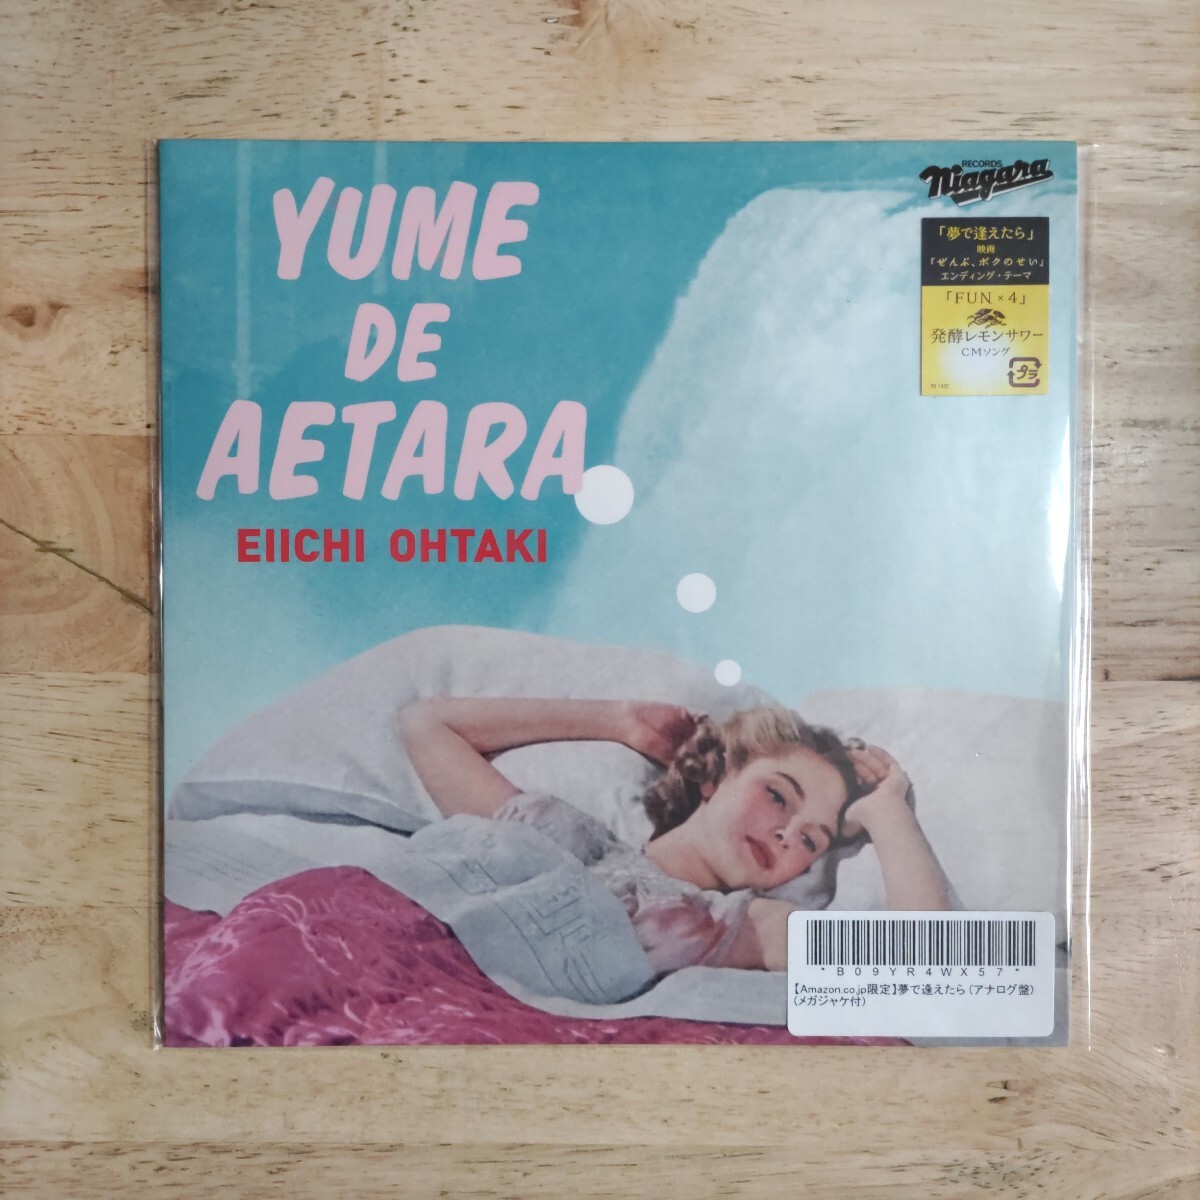 YUME
DE
AETARA
EIICHI OHTAKI
RECORDS
Niagara
「夢で逢えたら」
映画
『ぜんぶ、ボクのせい』
エンディング・テーマ
「FUN×4」
発酵レモンサワー
CMソング
プラ
*B09YR4WX57*
【Amazon.co.jp限定】夢で逢えたら（アナログ盤）
（メガジャケ付）